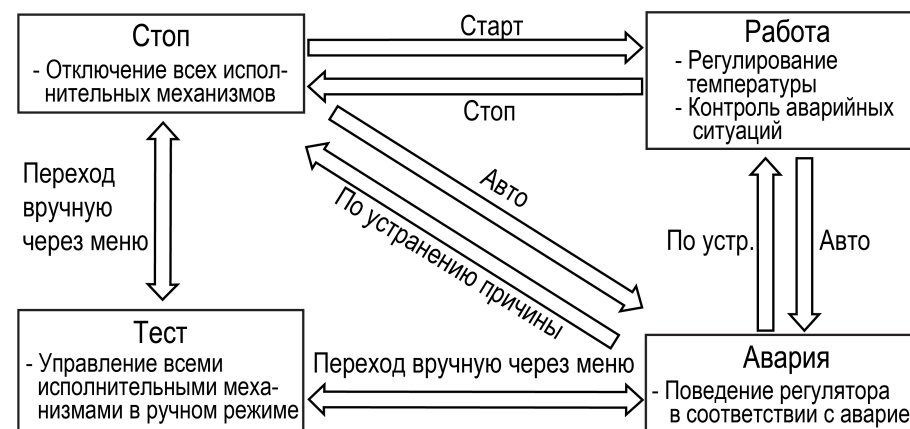 Стоп
- Отключение всех испол-
нительных механизмов
Старт
Стоп
Работа
- Регулирование
температуры
- Контроль аварийных
ситуаций
Переход
вручную
через меню
Авто
По устранению причины
По устр.
Авто
Тест
- Управление всеми
исполнительными меха-
низмами в ручном режиме
Переход вручную через меню
Авария
- Поведение регулятора
в соответствии с аварие